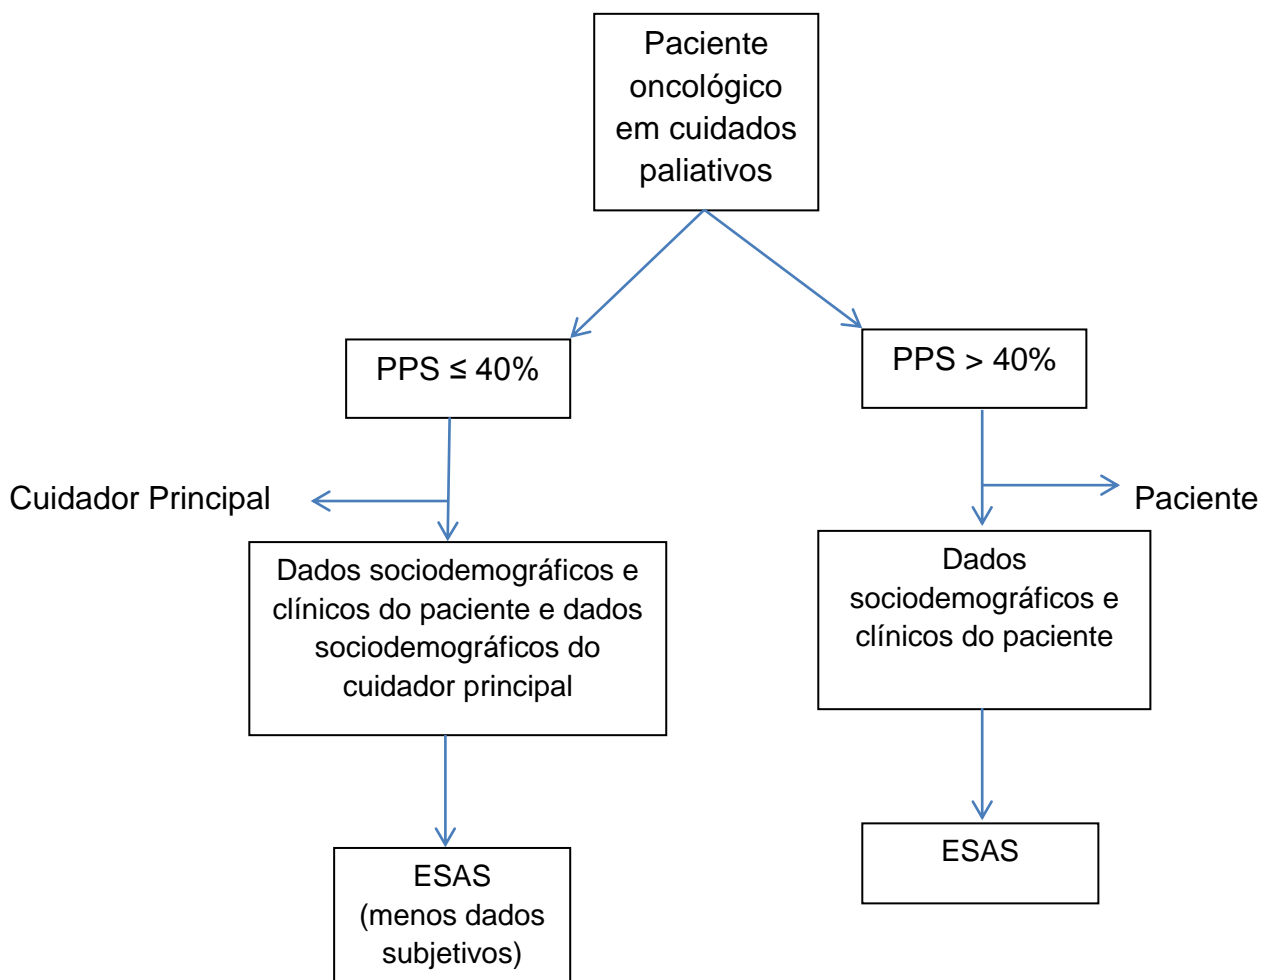 Paciente
oncológico
em cuidados
paliativos
PPS ≤ 40%
PPS > 40%
Cuidador Principal
Paciente
Dados sociodemográficos e
clínicos do paciente e dados
sociodemográficos do
cuidador principal
Dados
sociodemográficos e
clínicos do paciente
ESAS
(menos dados
subjetivos)
ESAS